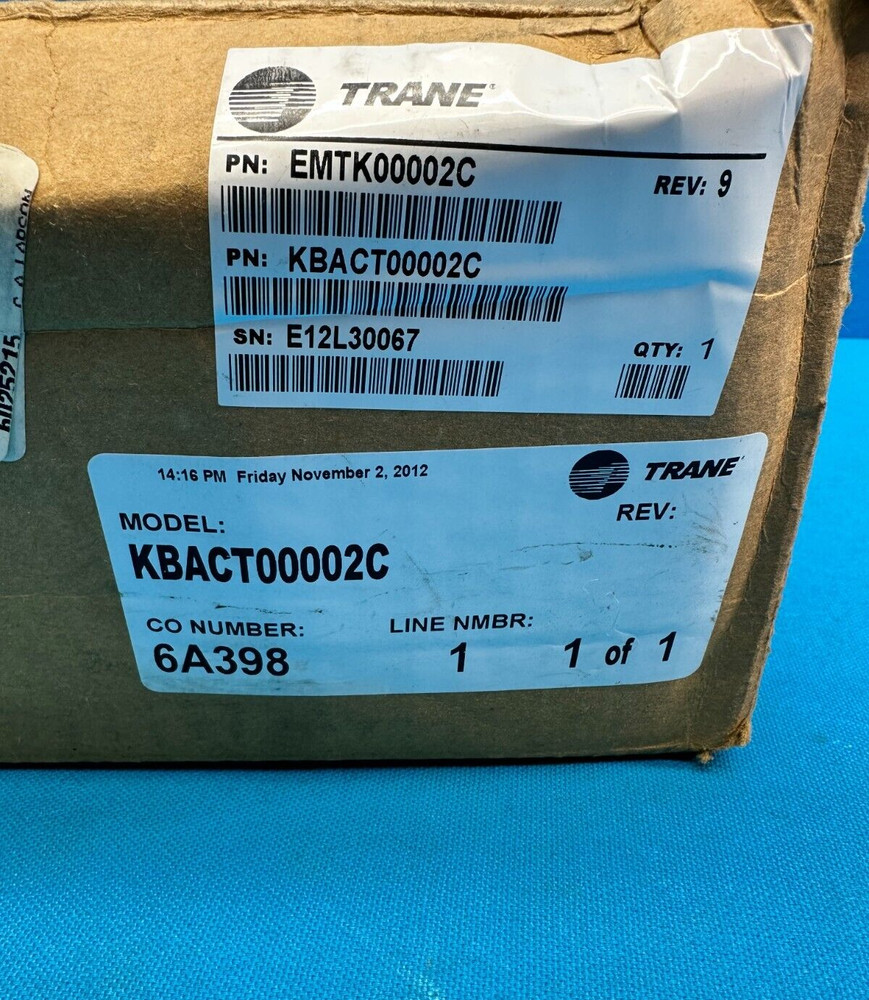 TRANE
PN: EMTK00002C
REV: 9
PN: KBACT00002C
SN: E12L30067
QTY: 1
14:16 PM Friday November 2, 2012
TRANE
MODEL:
REV:
KBACT00002C
CO NUMBER:
LINE NMBR:
6A398
1
1 of 1